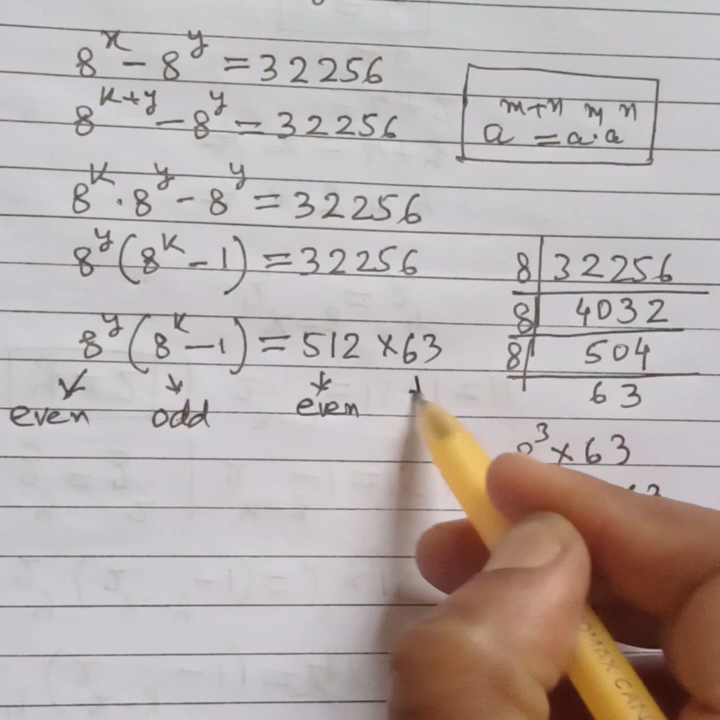 8^x - 8^y = 32256
8^{k+y} - 8^y = 32256
a^{m+n} = a^m · a^n
8^k · 8^y - 8^y = 32256
8^y (8^k - 1) = 32256
8^y (8^k - 1) = 512 × 63
even odd even
8 | 32256
8 | 4032
8 | 504
63
8^3 × 63